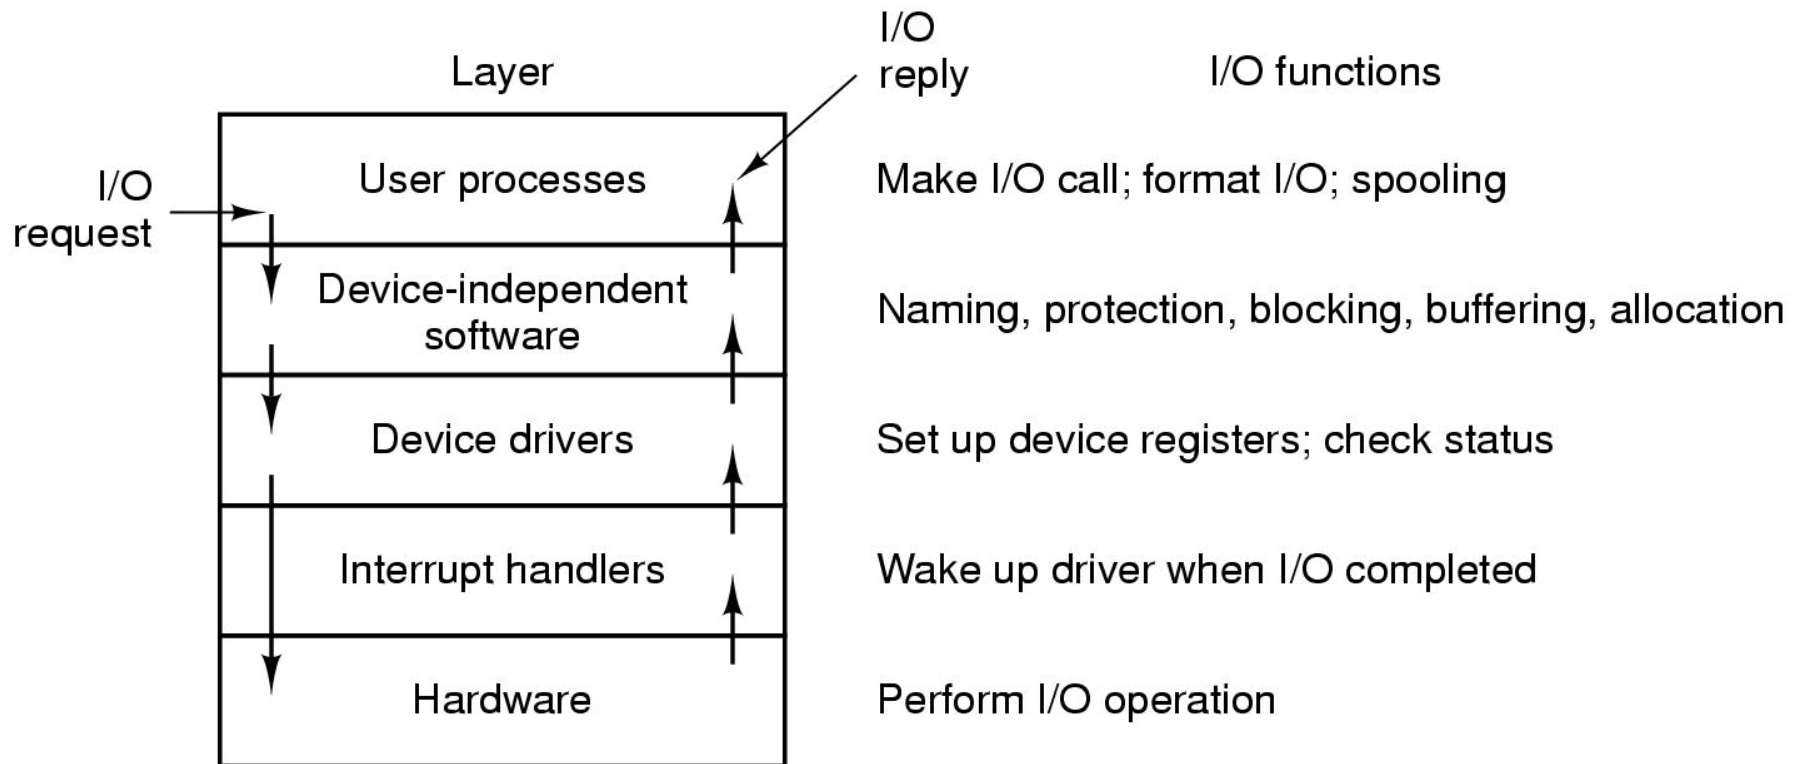 I/O
reply
Layer
I/O functions
I/O
request
User processes
Make I/O call; format I/O; spooling
Device-independent
software
Naming, protection, blocking, buffering, allocation
Device drivers
Set up device registers; check status
Interrupt handlers
Wake up driver when I/O completed
Hardware
Perform I/O operation